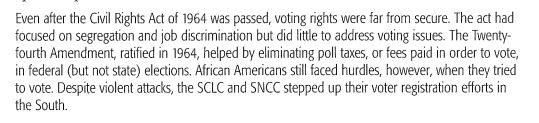 Even after the Civil Rights Act of 1964 was passed, voting rights were far from secure. The act had
focused on segregation and job discrimination but did little to address voting issues. The Twenty-
fourth Amendment, ratified in 1964, helped by eliminating poll taxes, or fees paid in order to vote,
in federal (but not state) elections. African Americans still faced hurdles, however, when they tried
to vote. Despite violent attacks, the SCLC and SNCC stepped up their voter registration efforts in
the South.